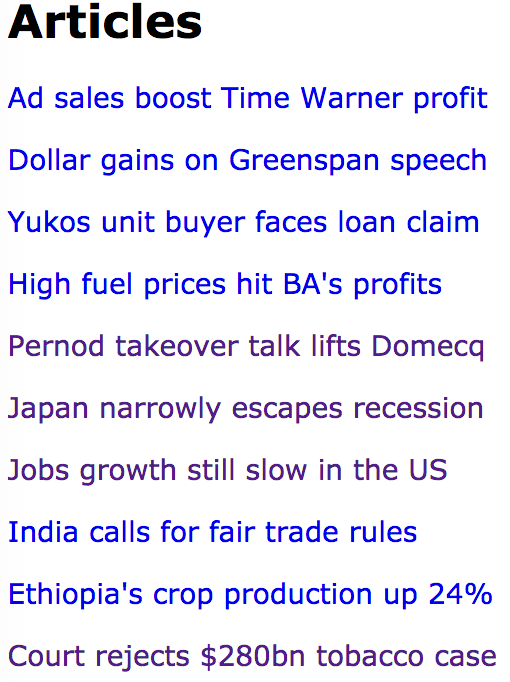 Articles
Ad sales boost Time Warner profit
Dollar gains on Greenspan speech
Yukos unit buyer faces loan claim
High fuel prices hit BA's profits
Pernod takeover talk lifts Domecq
Japan narrowly escapes recession
Jobs growth still slow in the US
India calls for fair trade rules
Ethiopia's crop production up 24%
Court rejects $280bn tobacco case